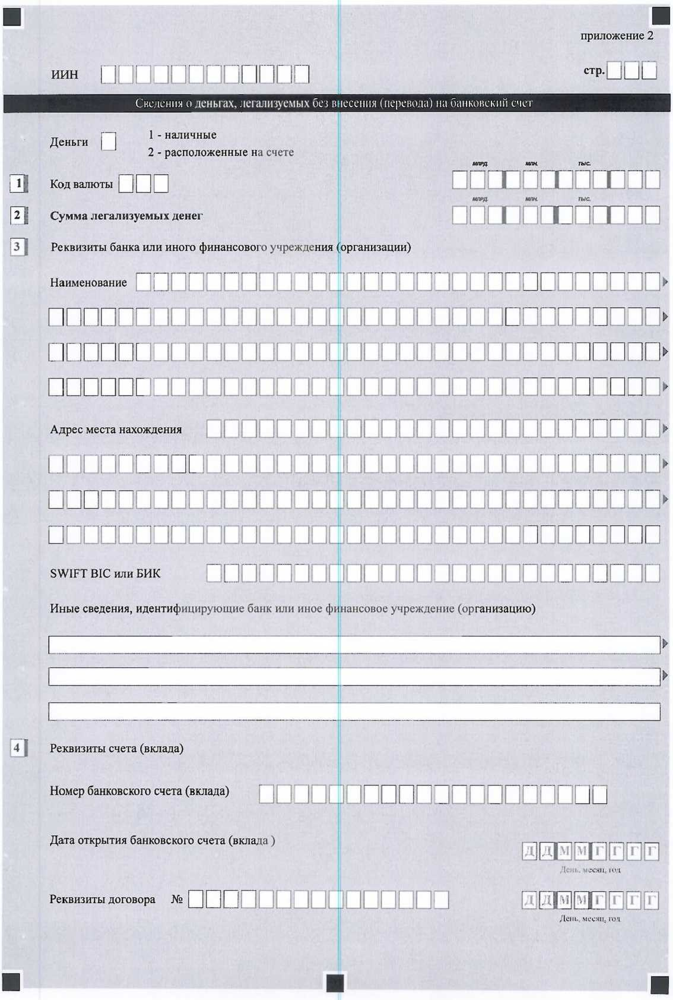 приложение 2
ИИН стр.
Сведения о деньгах, легализуемых без внесения (перевода) на банковский счет
Деньги 1 - наличные
2 - расположенные на счете
МЛРД. МЛН. ТЫС.
1 Код валюты
МЛРД. МЛН. ТЫС.
2 Сумма легализуемых денег
3 Реквизиты банка или иного финансового учреждения (организации)
Наименование
Адрес места нахождения
SWIFT BIC или БИК
Иные сведения, идентифицирующие банк или иное финансовое учреждение (организацию)
4 Реквизиты счета (вклада)
Номер банковского счета (вклада)
Дата открытия банковского счета (вклада )
Д Д М М Г Г Г Г
День, месяц, год
Реквизиты договора № Д Д М М Г Г Г Г
День, месяц, год